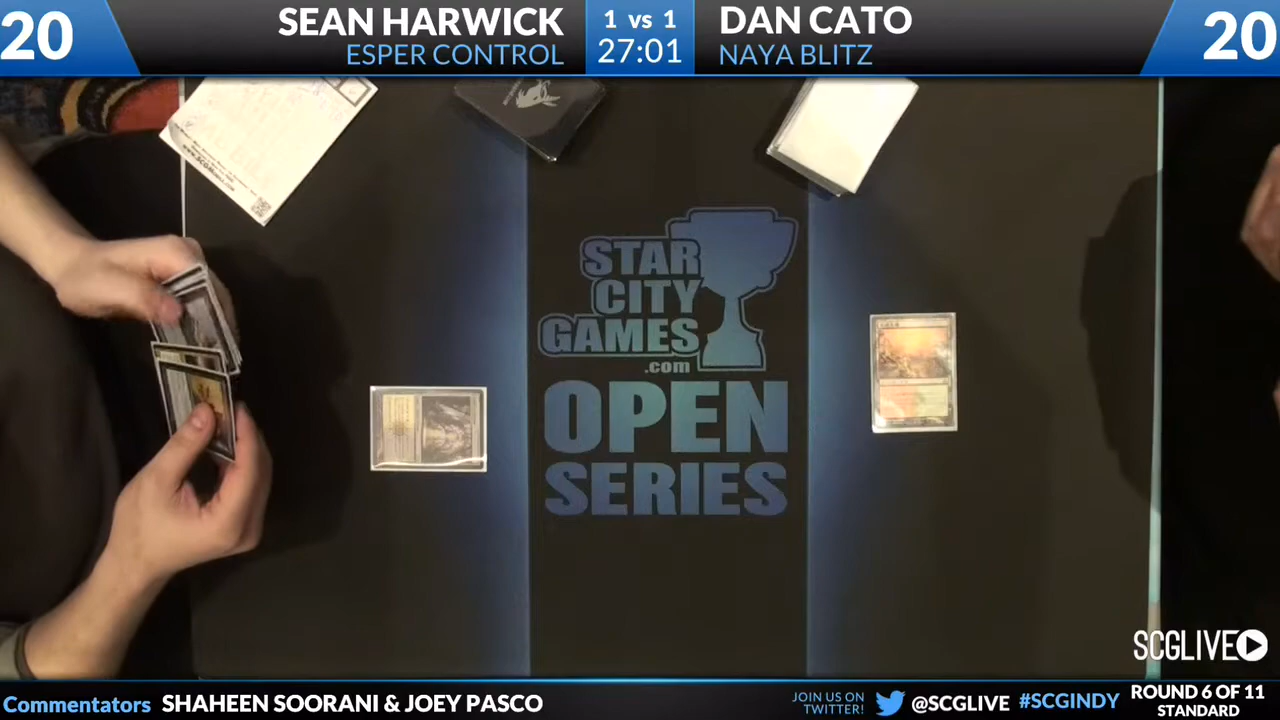 20
SEAN HARWICK
ESPER CONTROL
1 vs 1
27:01
DAN CATO
NAYA BLITZ
20
STAR
CITY
GAMES
.com
OPEN
SERIES
SCGLIVE
Commentators SHAHEEN SOORANI & JOEY PASCO
JOIN US ON
TWITTER!
@SCGLIVE #SCGINDY
ROUND 6 OF 11
STANDARD